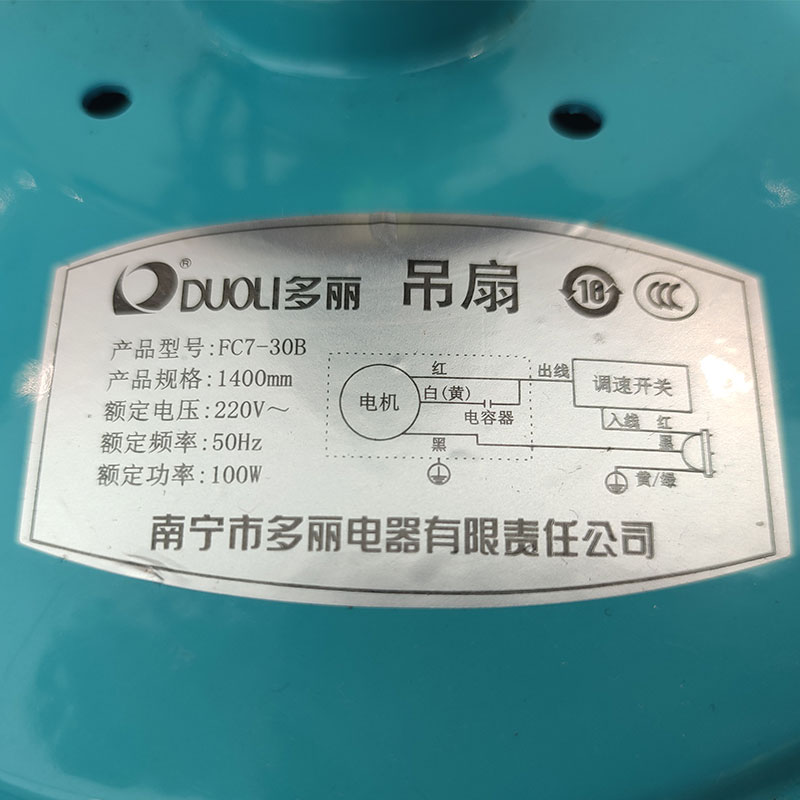 DUOLI多丽® 吊扇 10 CCC
产品型号:FC7-30B
产品规格:1400mm
额定电压:220V～
额定频率:50Hz
额定功率:100W
红
出线
调速开关
电机
白(黄)
电容器
入线
红
黑
黑
黄/绿
南宁市多丽电器有限责任公司